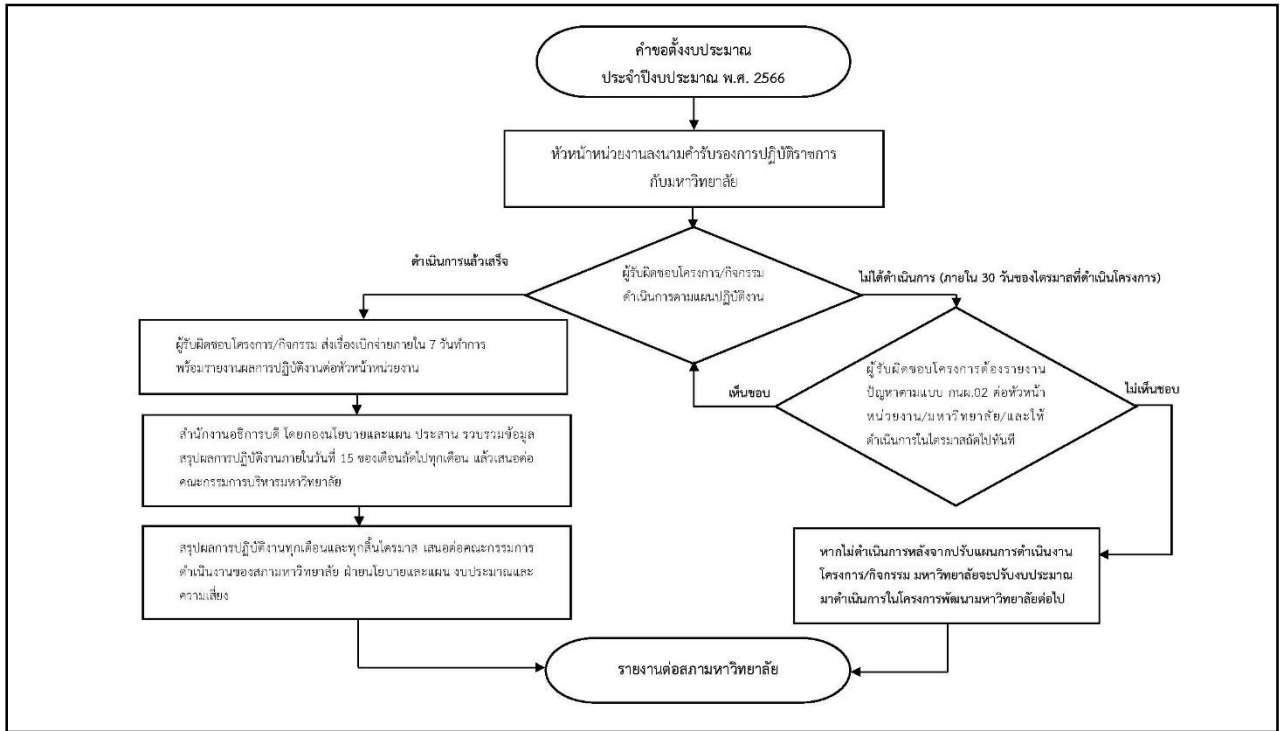 คำขอตั้งงบประมาณ
ประจำปีงบประมาณ พ.ศ. 2566
หัวหน้าหน่วยงานลงนามคำรับรองการปฏิบัติราชการ
กับมหาวิทยาลัย
ดำเนินการแล้วเสร็จ
ผู้รับผิดชอบโครงการ/กิจกรรม
ดำเนินการตามแผนปฏิบัติงาน
ไม่ได้ดำเนินการ (ภายใน 30 วันของไตรมาสที่ดำเนินโครงการ)
ผู้รับผิดชอบโครงการ/กิจกรรม ส่งเรื่องเบิกจ่ายภายใน 7 วันทำการ
พร้อมรายงานผลการปฏิบัติงานต่อหัวหน้าหน่วยงาน
เห็นชอบ
ผู้รับผิดชอบโครงการต้องรายงาน
ปัญหาตามแบบ กนผ.02 ต่อหัวหน้า
หน่วยงาน/มหาวิทยาลัย/และให้
ดำเนินการในไตรมาสถัดไปทันที
ไม่เห็นชอบ
สำนักงานอธิการบดี โดยกองนโยบายและแผน ประสาน รวบรวมข้อมูล
สรุปผลการปฏิบัติงานภายในวันที่ 15 ของเดือนถัดไปทุกเดือน แล้วเสนอต่อ
คณะกรรมการบริหารมหาวิทยาลัย
สรุปผลการปฏิบัติงานทุกเดือนและทุกสิ้นไตรมาส เสนอต่อคณะกรรมการ
ดำเนินงานของสภามหาวิทยาลัย ฝ่ายนโยบายและแผน งบประมาณและ
ความเสี่ยง
หากไม่ดำเนินการหลังจากปรับแผนการดำเนินงาน
โครงการ/กิจกรรม มหาวิทยาลัยจะปรับงบประมาณ
มาดำเนินการในโครงการพัฒนามหาวิทยาลัยต่อไป
รายงานต่อสภามหาวิทยาลัย